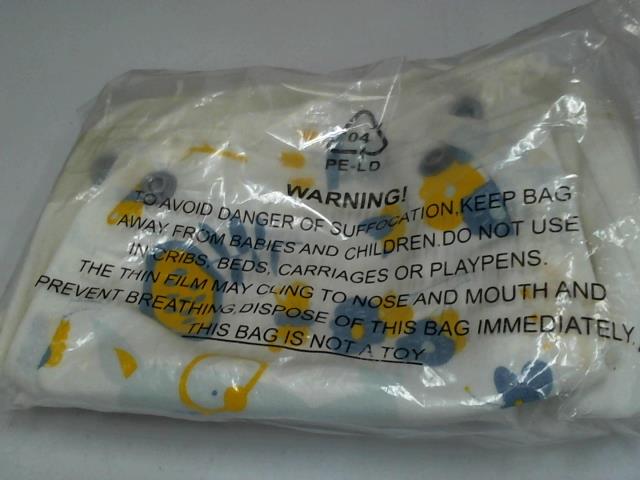 04
PE-LD
WARNING!
TO AVOID DANGER OF SUFFOCATION,KEEP BAG
AWAY FROM BABIES AND CHILDREN.DO NOT USE
IN CRIBS, BEDS, CARRIAGES OR PLAYPENS.
THE THIN FILM MAY CLING TO NOSE AND MOUTH AND
PREVENT BREATHING,DISPOSE OF THIS BAG IMMEDIATELY,
THIS BAG IS NOT A TOY